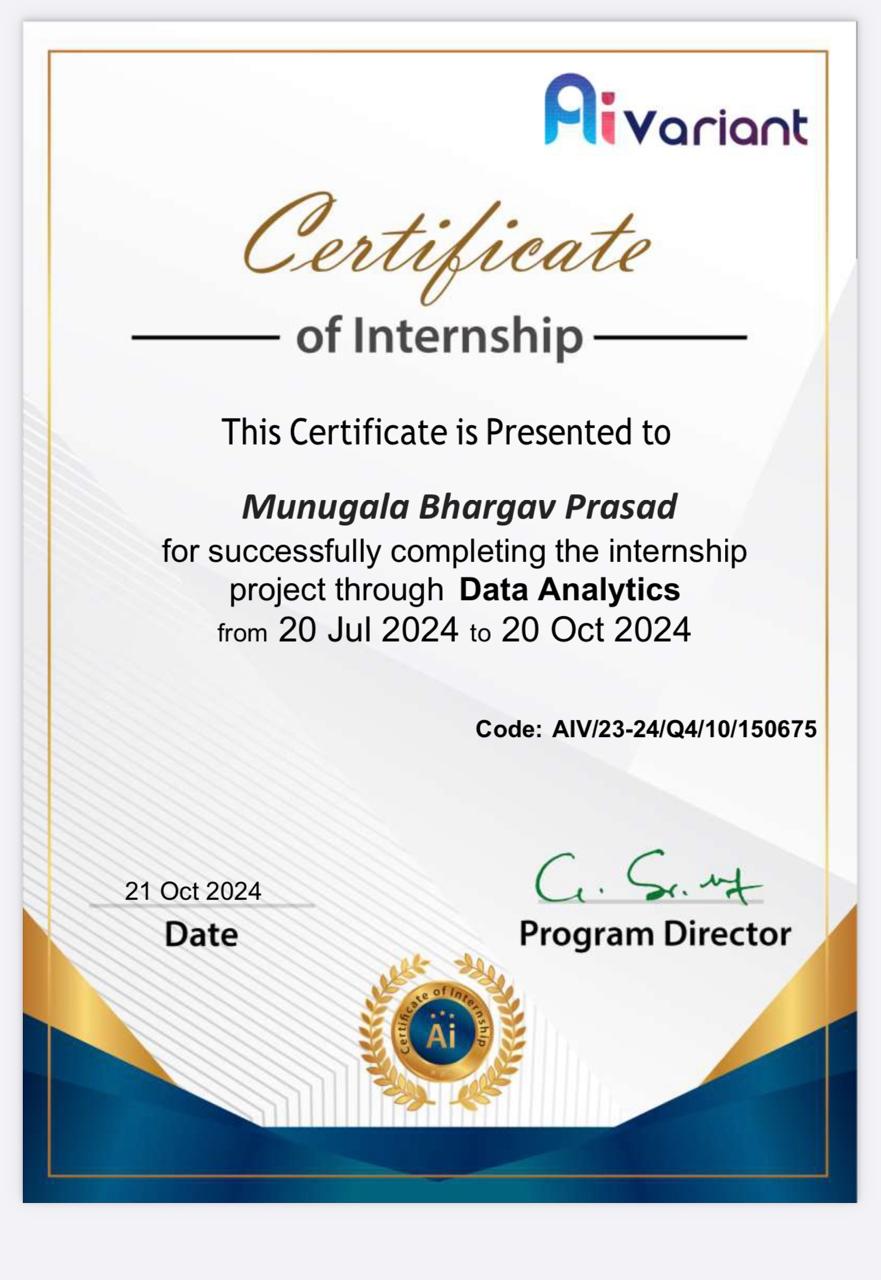 Aivariant
Certificate
of Internship
This Certificate is Presented to
Munugala Bhargav Prasad
for successfully completing the internship
project through Data Analytics
from 20 Jul 2024 to 20 Oct 2024
Code: AIV/23-24/Q4/10/150675
21 Oct 2024
Date
Program Director
Certificate of Internship
Ai